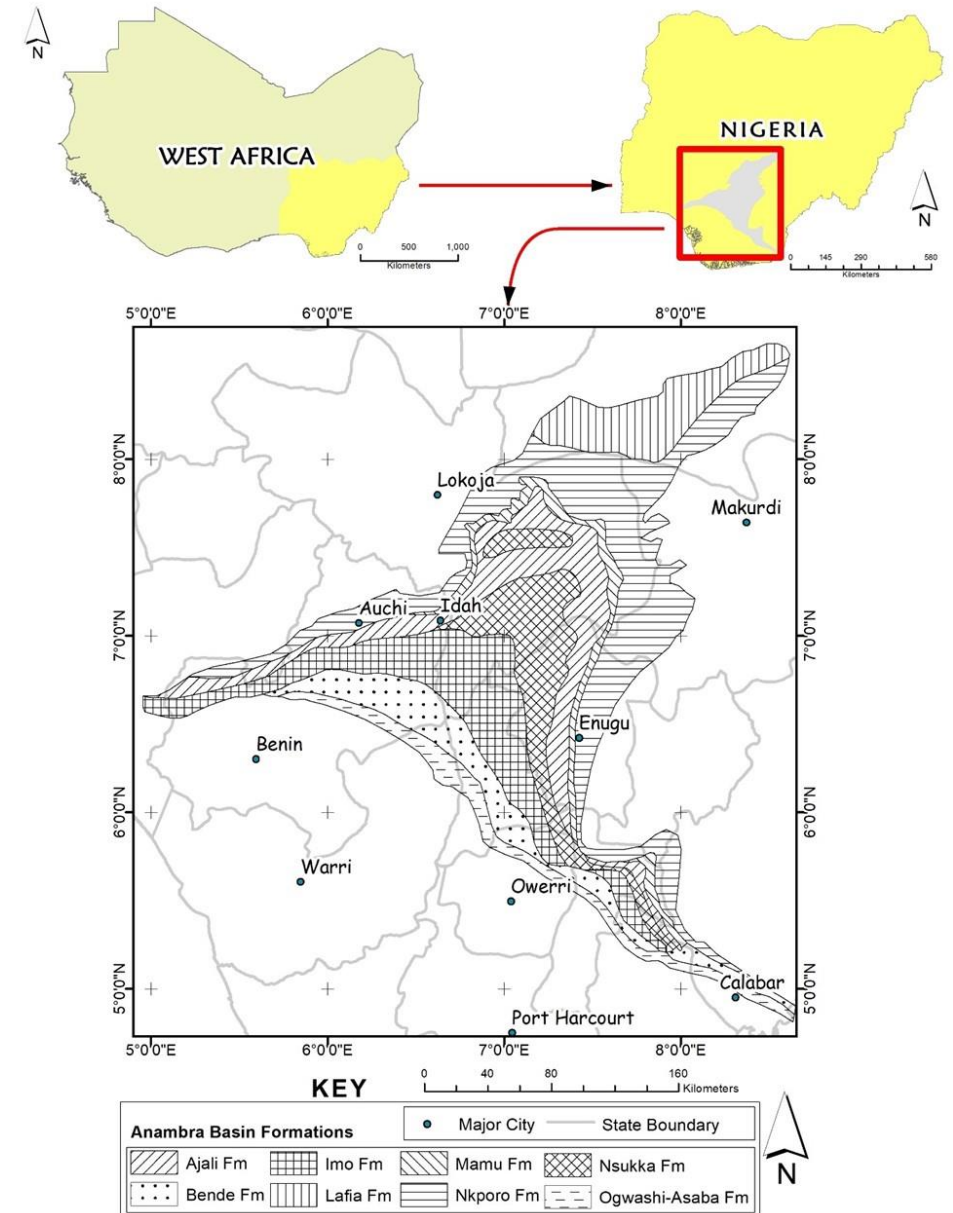 N
WEST AFRICA
0 500 1,000
Kilometers
NIGERIA
N
0 145 290 580
Kilometers
5°0'0"E 6°0'0"E 7°0'0"E 8°0'0"E
8°0'0"N 8°0'0"N
Lokoja
Makurdi
Auchi Idah
7°0'0"N 7°0'0"N
Enugu
Benin
6°0'0"N 6°0'0"N
Warri
Owerri
Calabar
5°0'0"N 5°0'0"N
Port Harcourt
5°0'0"E 6°0'0"E 7°0'0"E 8°0'0"E
KEY
0 40 80 160
Kilometers
Major City State Boundary
Anambra Basin Formations
Ajali Fm Imo Fm Mamu Fm Nsukka Fm
Bende Fm Lafia Fm Nkporo Fm Ogwashi-Asaba Fm
N